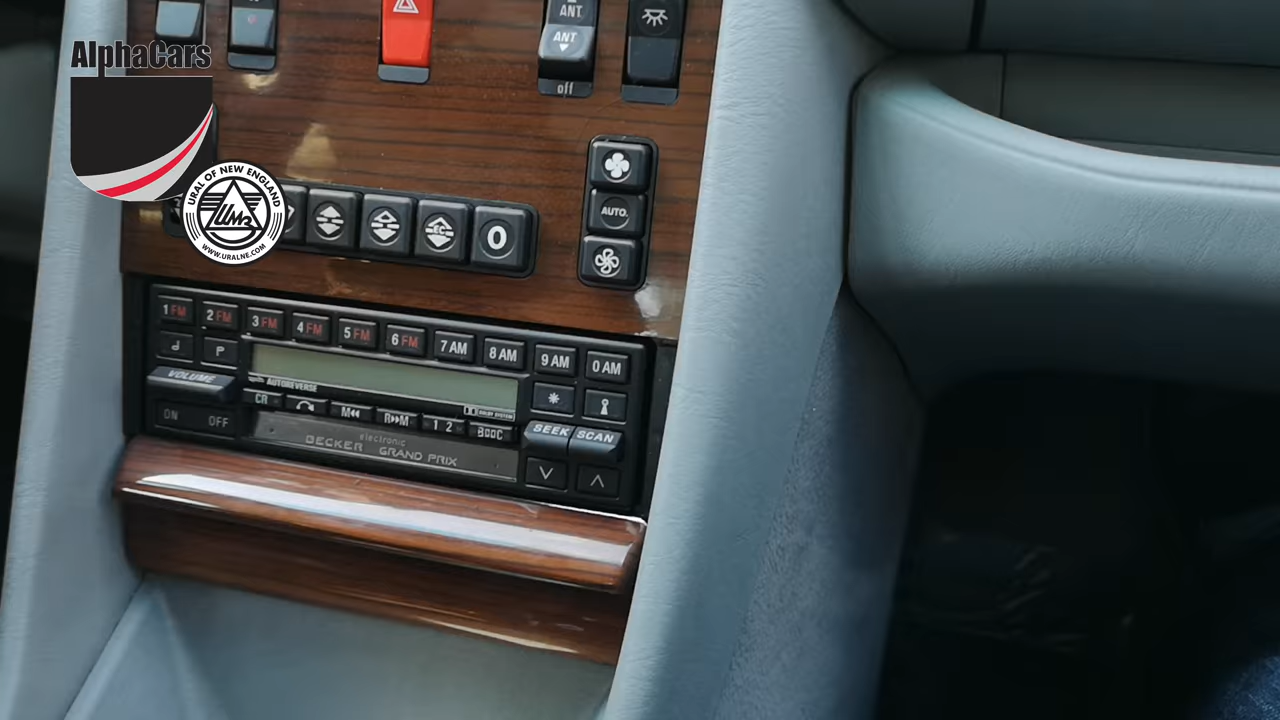 ANT
ANT
off
AlphaCars
URAL OF NEW ENGLAND
WWW.URALNE.COM
EC
0
AUTO.
1 FM 2 FM 3 FM 4 FM 5 FM 6 FM 7 AM 8 AM 9 AM 0 AM
P
VOLUME
AUTOREVERSE
DOLBY SYSTEM
CR M R M 1 2 B C
ON OFF
SEEK SCAN
electronic
BECKER GRAND PRIX